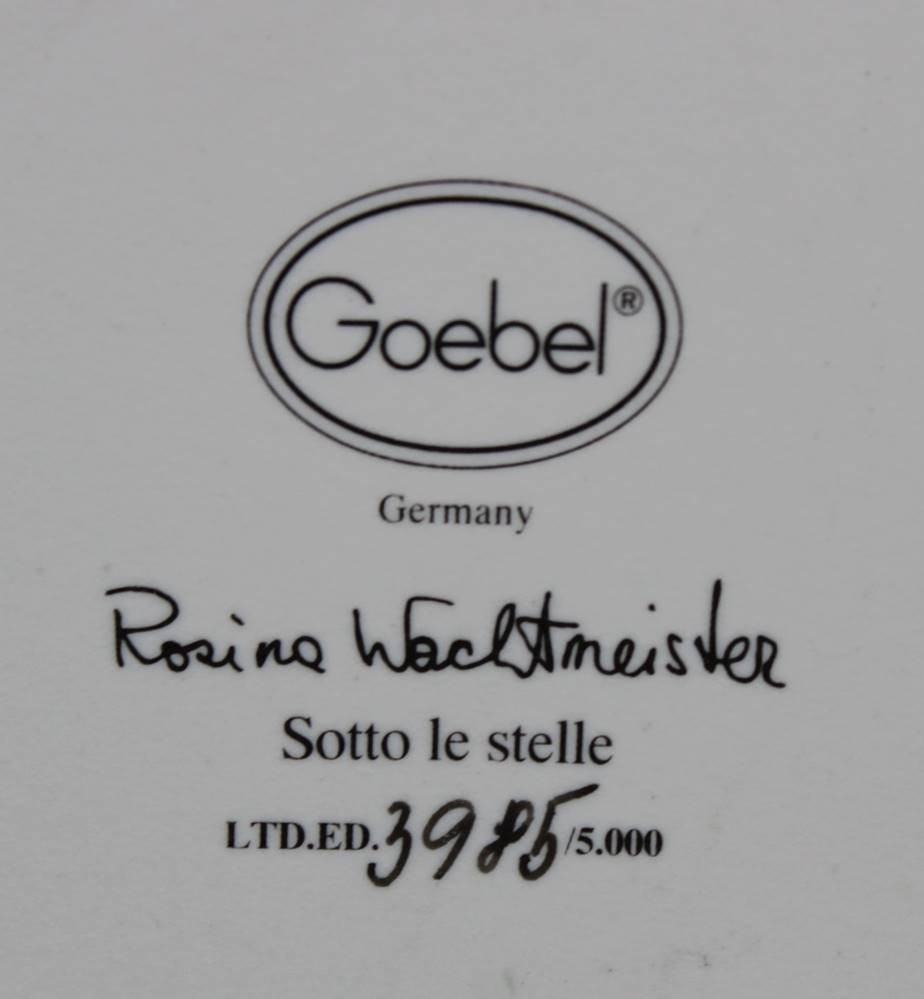 Goebel®
Germany
Rosina Wachtmeister
Sotto le stelle
LTD.ED.3985/5.000